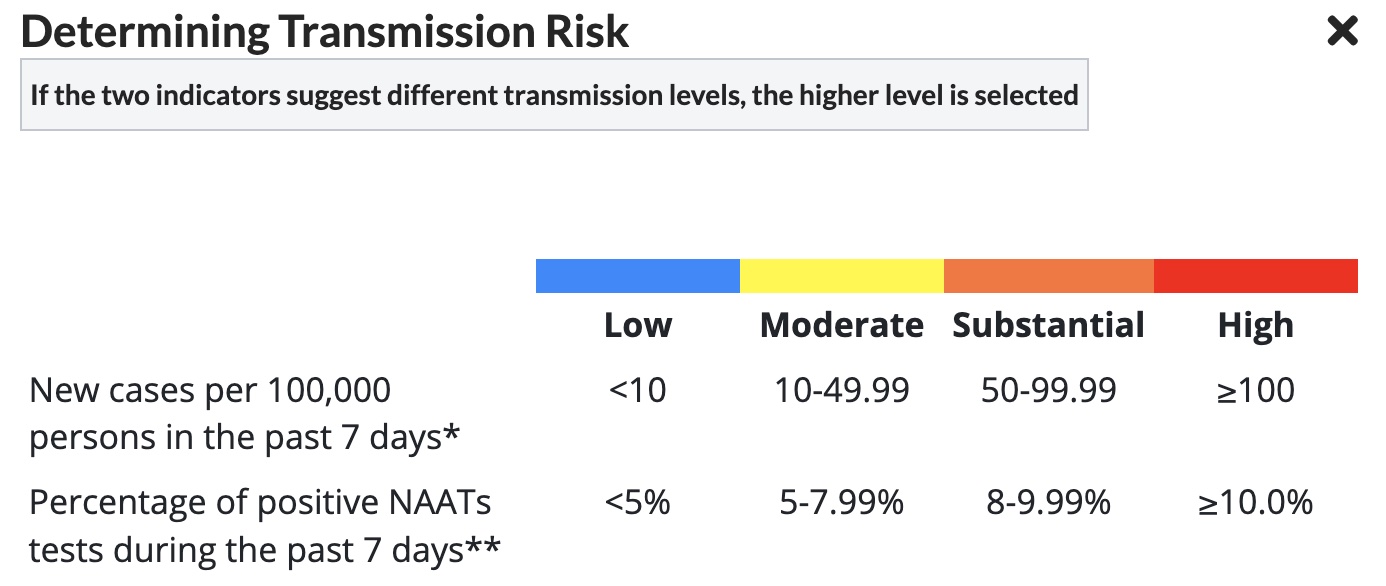 Determining Transmission Risk
If the two indicators suggest different transmission levels, the higher level is selected
Low Moderate Substantial High
New cases per 100,000 <10 10-49.99 50-99.99 ≥100
persons in the past 7 days*
Percentage of positive NAATs <5% 5-7.99% 8-9.99% ≥10.0%
tests during the past 7 days**